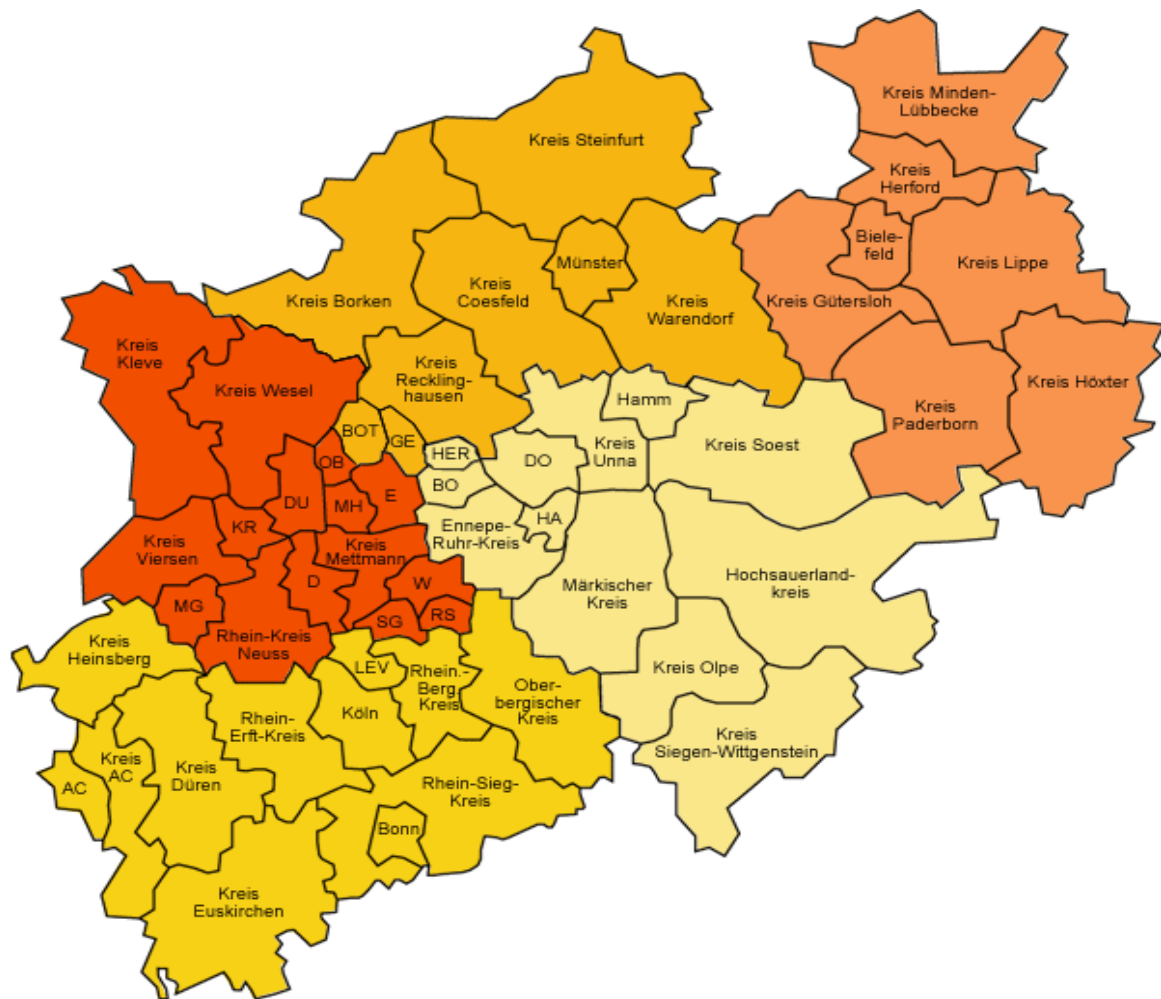 Kreis Minden-
Lübbecke
Kreis Steinfurt
Kreis
Herford
Biele-
feld
Münster
Kreis Lippe
Kreis
Coesfeld
Kreis Borken
Kreis
Warendorf
Kreis Gütersloh
Kreis
Kleve
Kreis
Recklling-
hausen
Kreis Wesel
Kreis Höxter
Hamm
Kreis
Paderborn
BOT
GE
Kreis
Unna
Kreis Soest
HER
DO
OB
BO
E
DU
MH
HA
KR
Ennepe-
Ruhr-Kreis
Kreis
Viersen
Kreis
Mettmann
Hochsauerland-
kreis
D
W
Märkischer
Kreis
MG
SG
RS
Rhein-Kreis
Neuss
Kreis
Heinsberg
LEV
Rhein.-
Berg.
Kreis
Kreis Olpe
Ober-
bergischer
Kreis
Köln
Rhein-
Erft-Kreis
Kreis
Siegen-Wittgenstein
Kreis
AC
Kreis
Düren
AC
Rhein-Sieg-
Kreis
Bonn
Kreis
Euskirchen